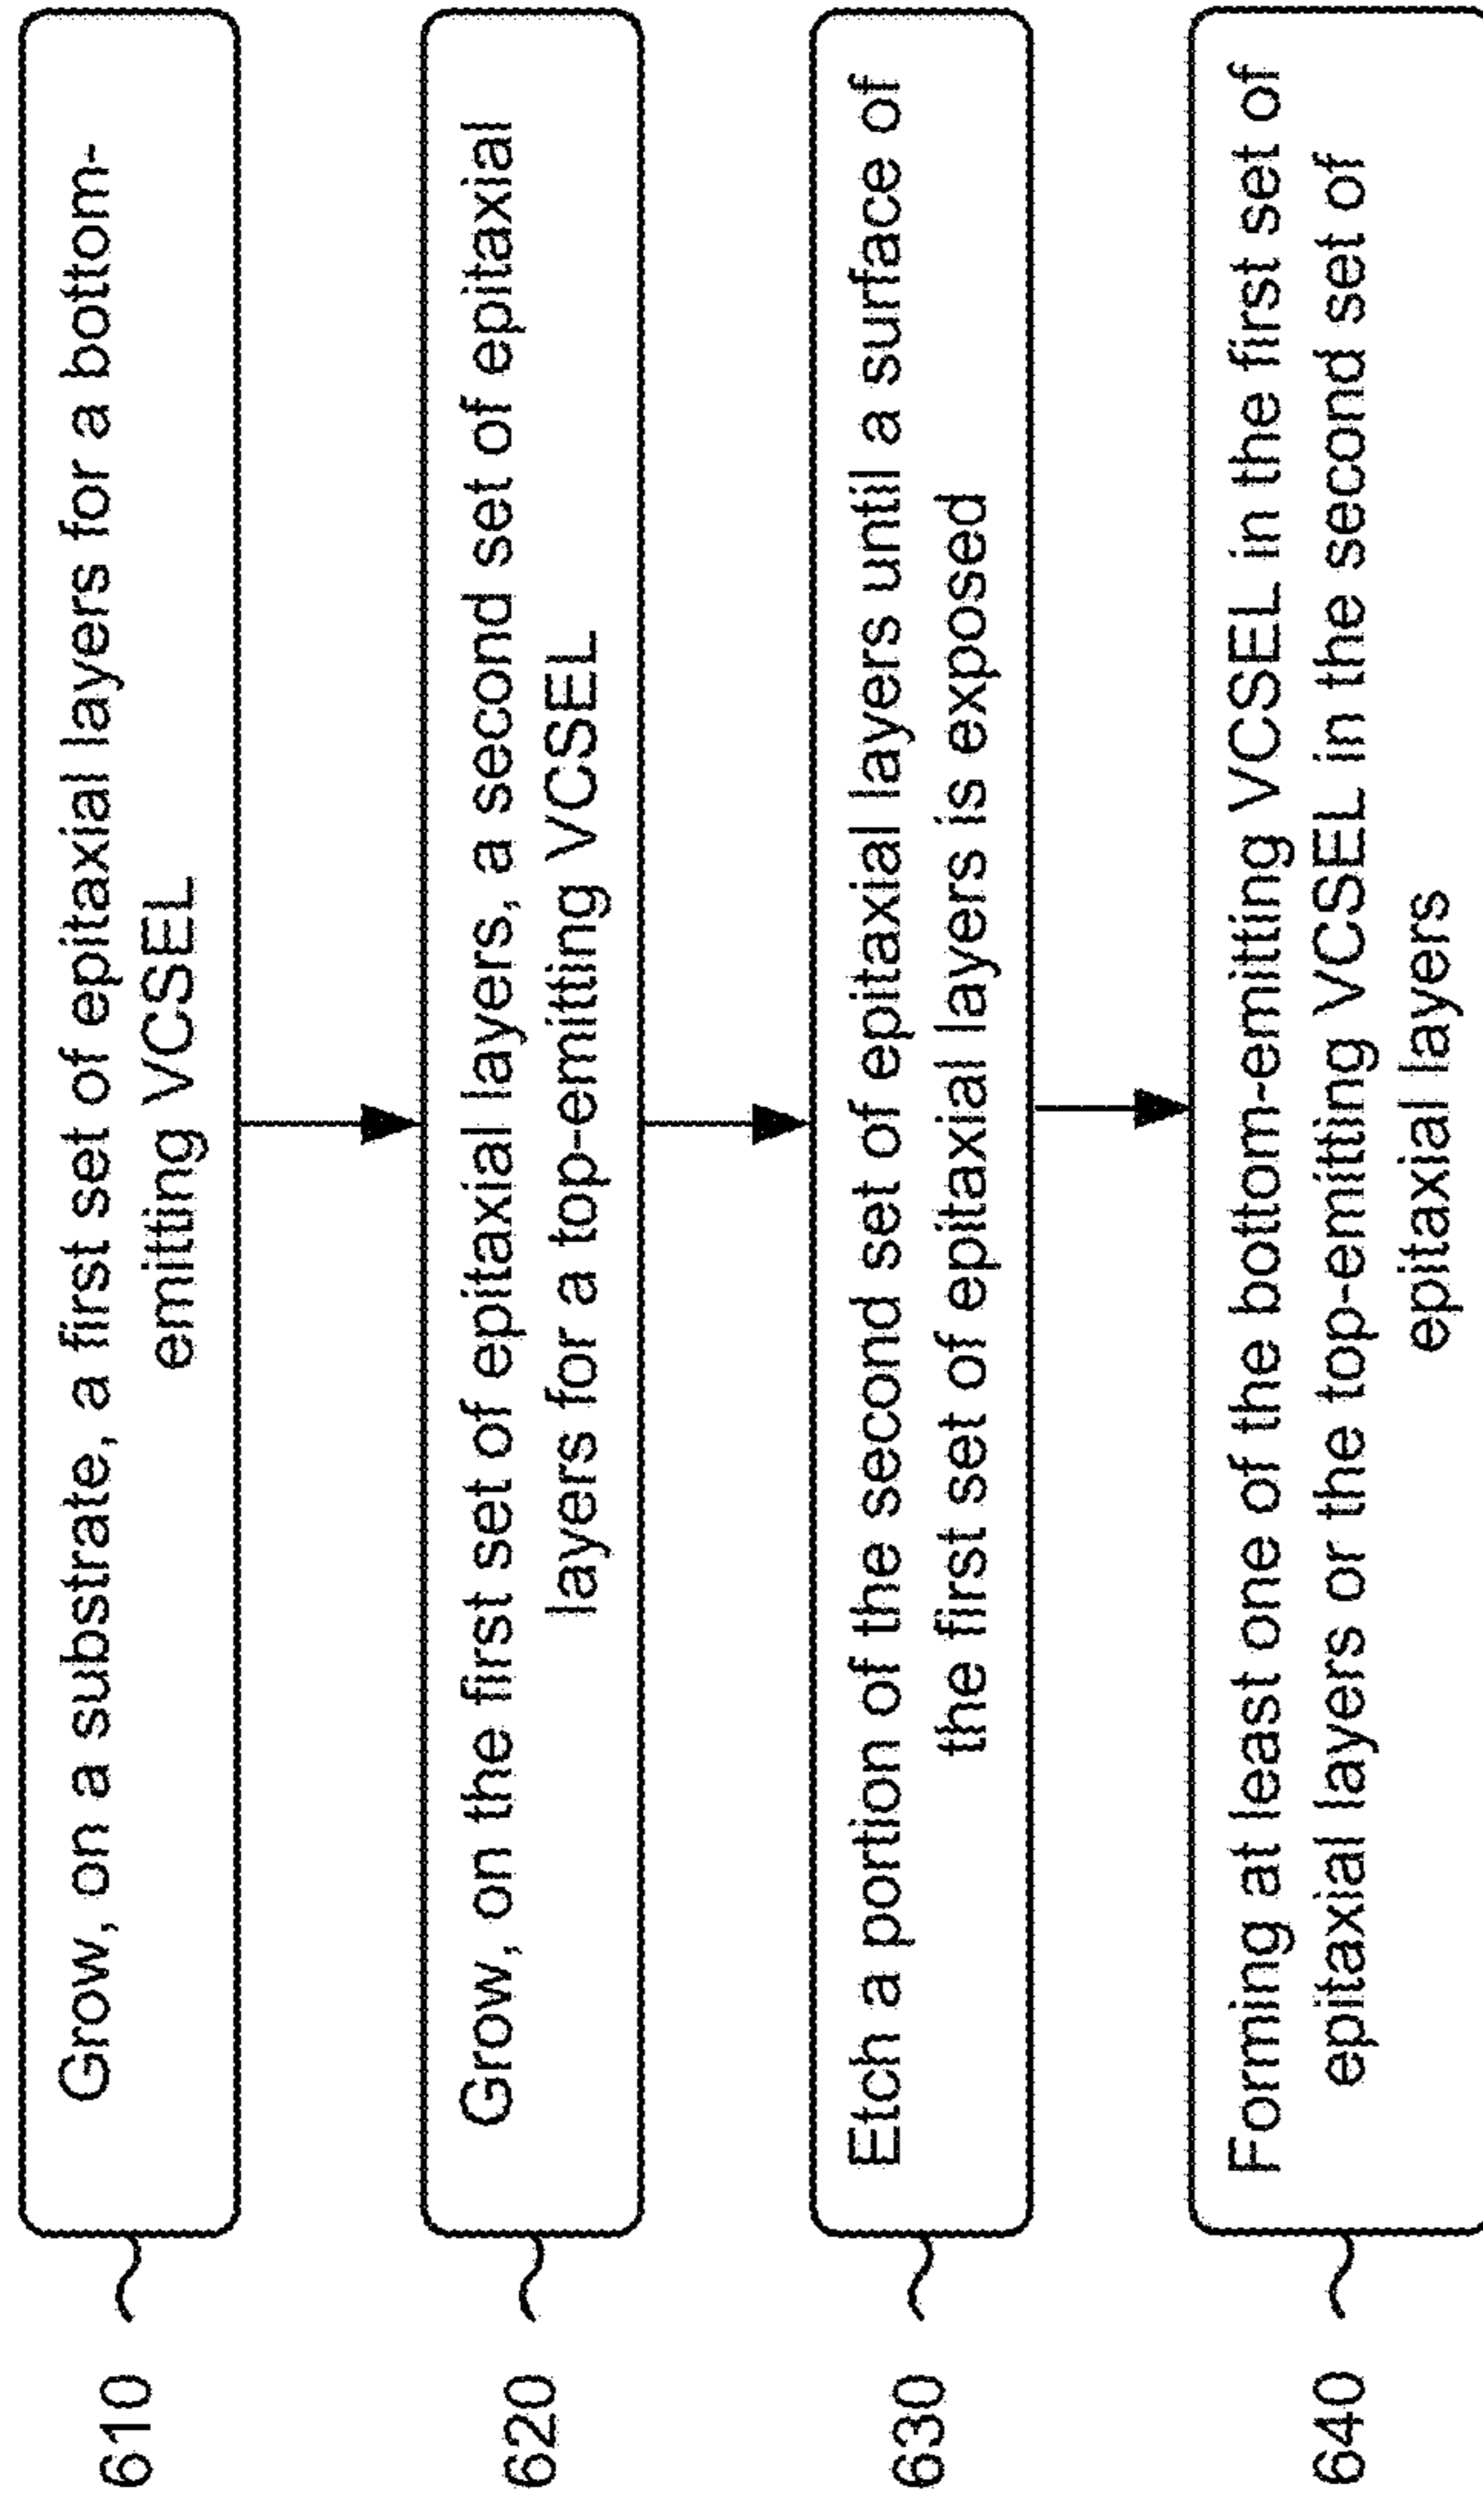 610
Grow, on a substrate, a first set of epitaxial layers for a bottom-
emitting VCSEL
620
Grow, on the first set of epitaxial layers, a second set of epitaxial
layers for a top-emitting VCSEL
630
Etch a portion of the second set of epitaxial layers until a surface of
the first set of epitaxial layers is exposed
640
Forming at least one of the bottom-emitting VCSEL in the first set of
epitaxial layers or the top-emitting VCSEL in the second set of
epitaxial layers